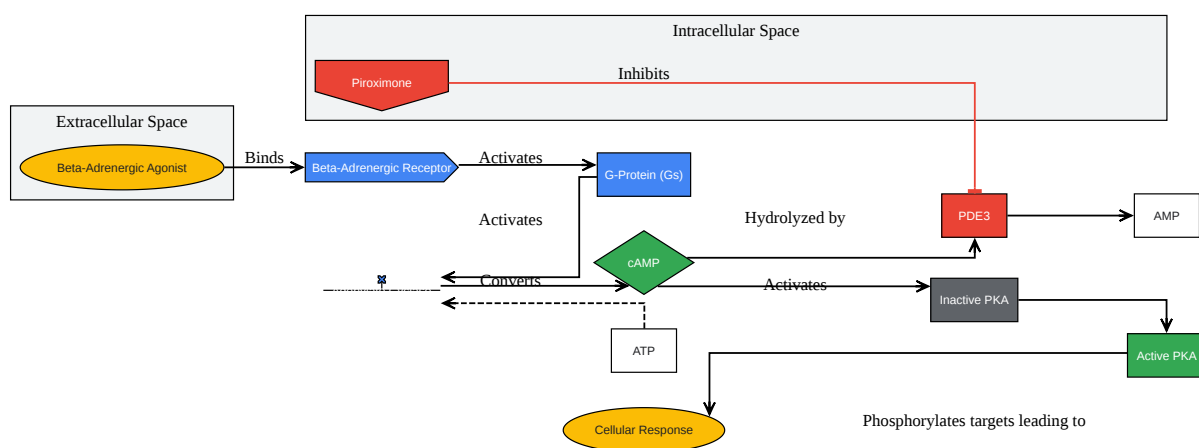 Intracellular Space
Piroximone
Inhibits
Extracellular Space
Beta-Adrenergic Agonist
Binds
Beta-Adrenergic Receptor
Activates
G-Protein (Gs)
Activates
Hydrolyzed by
PDE3
AMP
cAMP
Converts
Activates
Inactive PKA
ATP
Active PKA
Cellular Response
Phosphorylates targets leading to